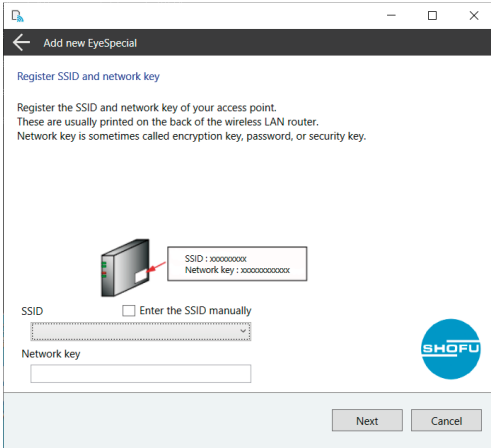 Add new EyeSpecial
Register SSID and network key
Register the SSID and network key of your access point.
These are usually printed on the back of the wireless LAN router.
Network key is sometimes called encryption key, password, or security key.
SSID : xxxxxxxxx
Network key : xxxxxxxxxxxx
SSID
Enter the SSID manually
Network key
SHOFU
Next
Cancel